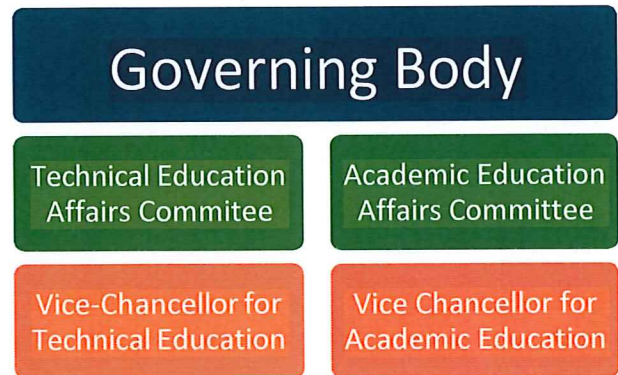 Governing Body
Technical Education
Affairs Commitee
Academic Education
Affairs Committee
Vice-Chancellor for
Technical Education
Vice Chancellor for
Academic Education